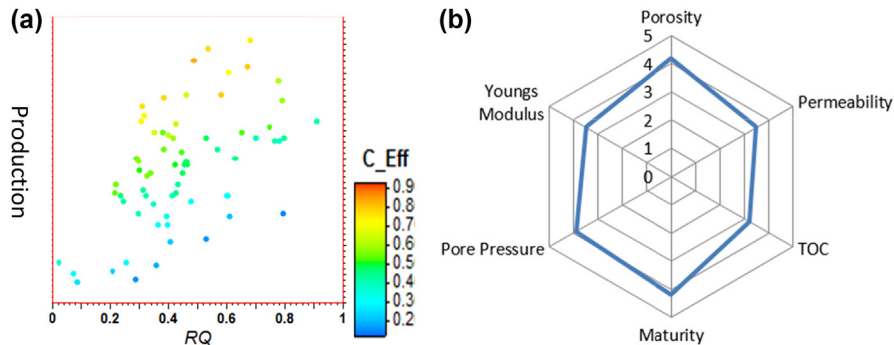 (a)
Production
C_Eff
0.9
0.8
0.7
0.6
0.5
0.4
0.3
0.2
0 0.2 0.4 0.6 0.8 1
RQ
(b)
Porosity
5
4
3
2
1
0
Youngs
Modulus
Permeability
Pore Pressure
TOC
Maturity